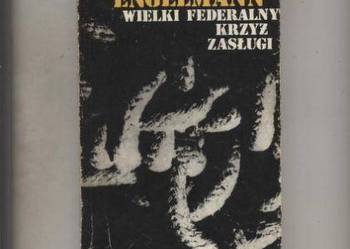 ENGELMANN
WIELKI FEDERALNY
KRZYŻ
ZASŁUGI